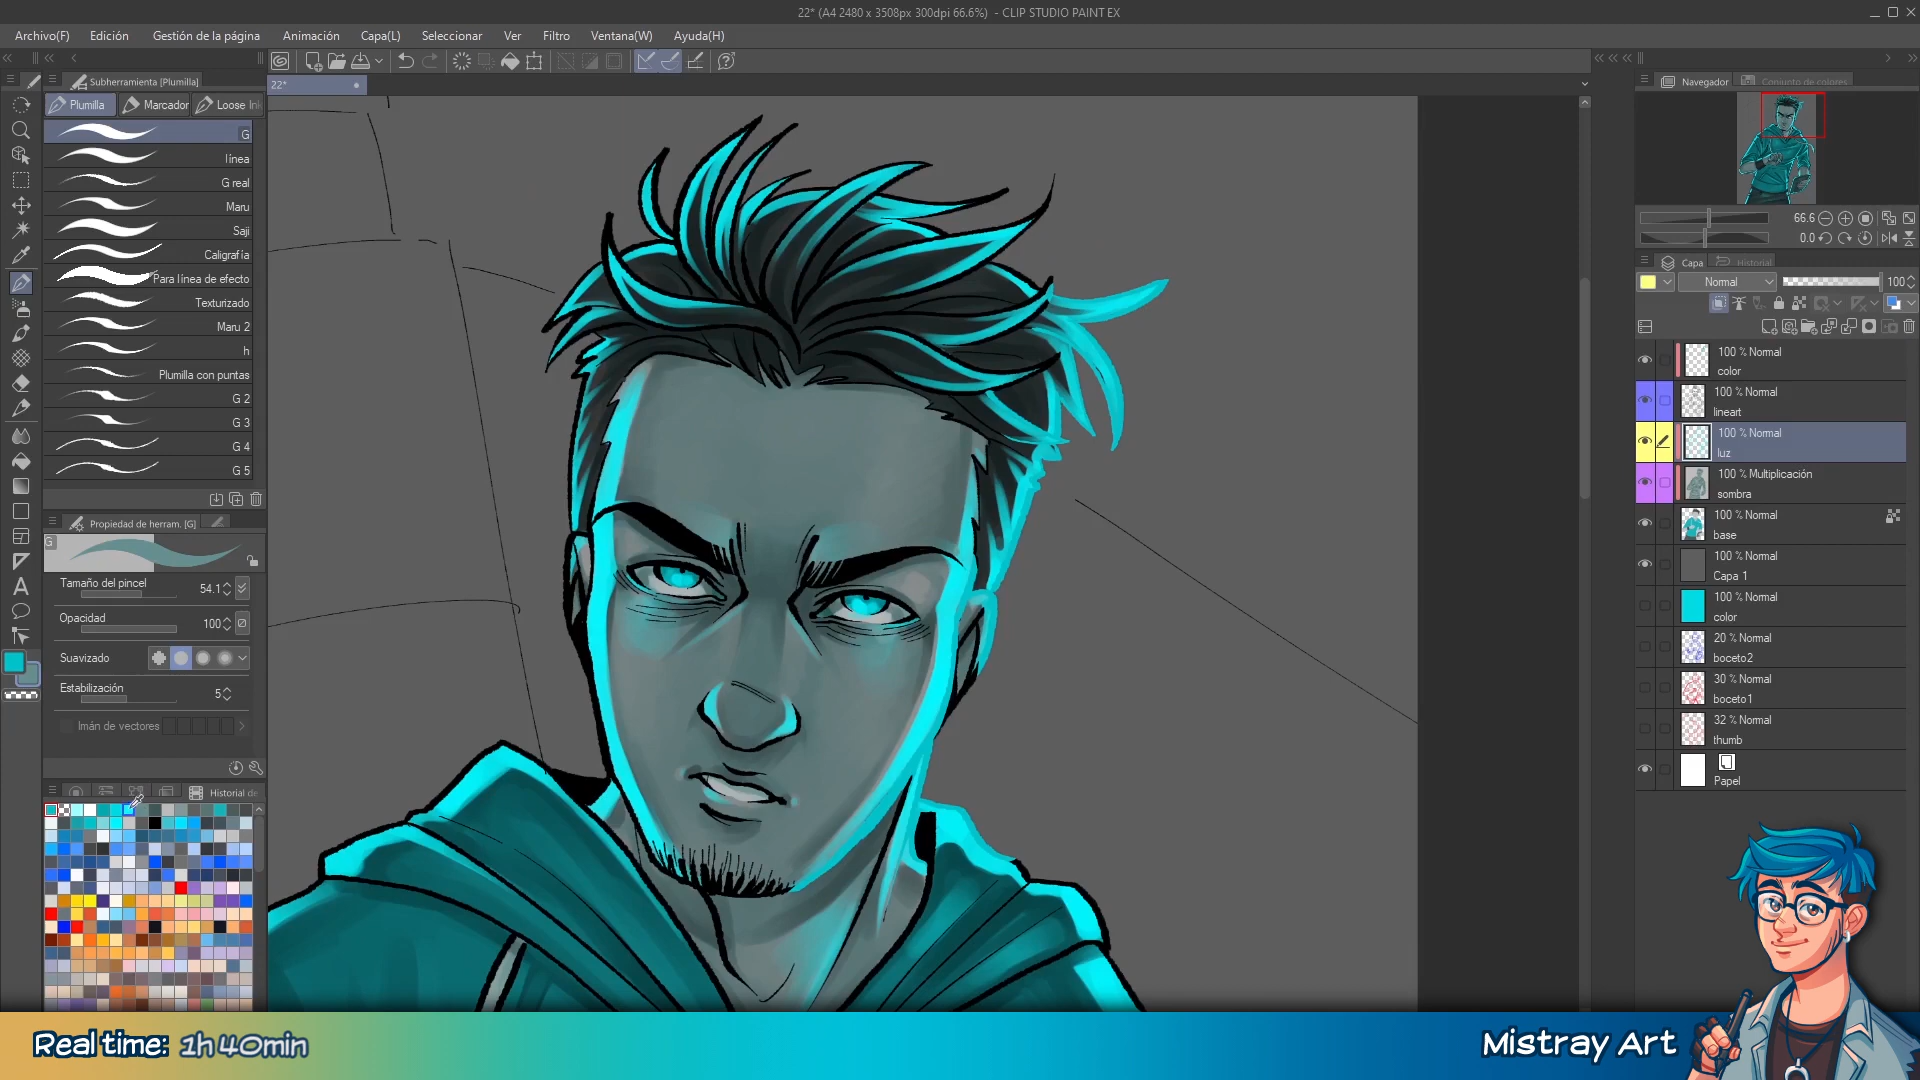 22* (A4 2480 x 3508px 300dpi 66.6%) - CLIP STUDIO PAINT EX
Archivo(F) Edición Gestión de la página Animación Capa(L) Seleccionar Ver Filtro Ventana(W) Ayuda(H)
Subherramienta [Plumilla]
Plumilla Marcador Loose Ink
22*
G
línea
G real
Maru
Saji
Caligrafía
Para línea de efecto
Texturizado
Maru 2
h
Plumilla con puntas
G 2
G 3
G 4
G 5
Propiedad de herram. [G]
G
Tamaño del pincel 54.1
Opacidad 100
Suavizado
Estabilización 5
Imán de vectores
Historial de
Navegador Conjunto de colores
66.6
0.0
Capa Historial
Normal 100
100 % Normal
color
100 % Normal
lineart
100 % Normal
luz
100 % Multiplicación
sombra
100 % Normal
base
100 % Normal
Capa 1
100 % Normal
color
20 % Normal
boceto2
30 % Normal
boceto1
32 % Normal
thumb
Papel
Real time: 1h 40min
Mistray Art